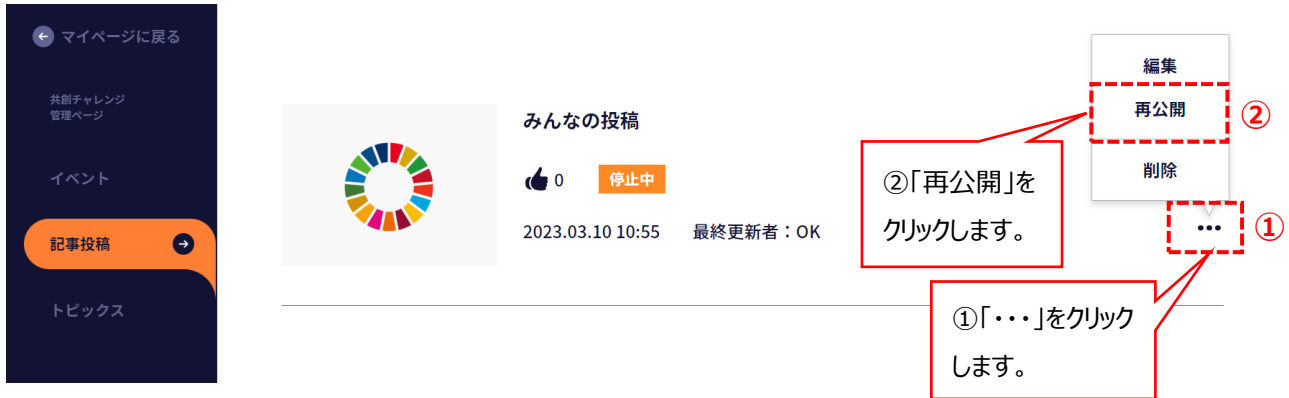 マイページに戻る
共創チャレンジ
管理ページ
イベント
記事投稿
トピックス
みんなの投稿
0 停止中
2023.03.10 10:55 最終更新者：OK
編集
再公開
②
削除
•••
①
②「再公開」を
クリックします。
①「・・・」をクリック
します。